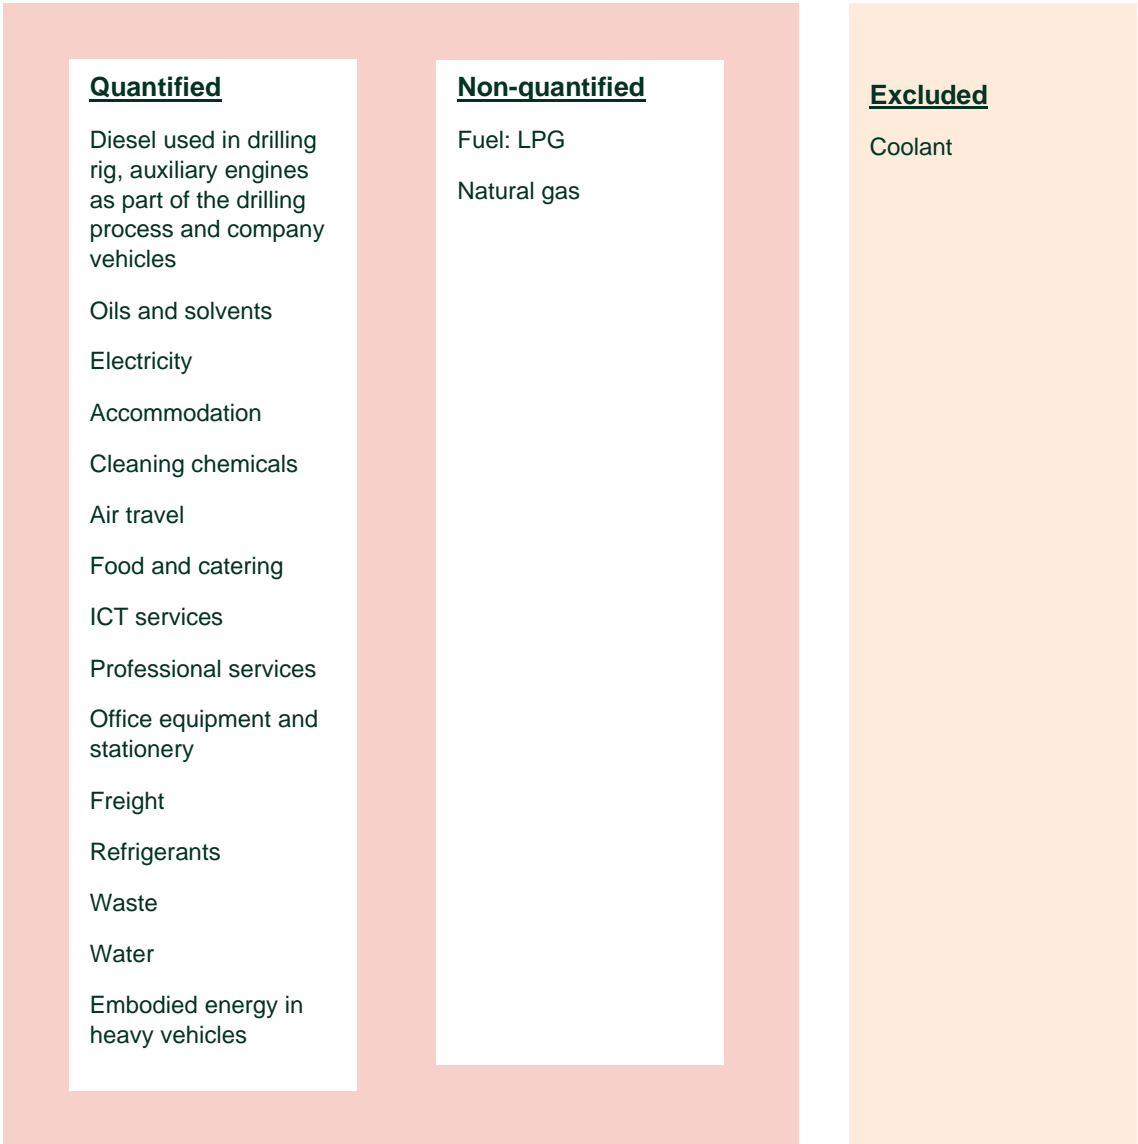 Quantified
Diesel used in drilling
rig, auxiliary engines
as part of the drilling
process and company
vehicles
Oils and solvents
Electricity
Accommodation
Cleaning chemicals
Air travel
Food and catering
ICT services
Professional services
Office equipment and
stationery
Freight
Refrigerants
Waste
Water
Embodied energy in
heavy vehicles
Non-quantified
Fuel: LPG
Natural gas
Excluded
Coolant